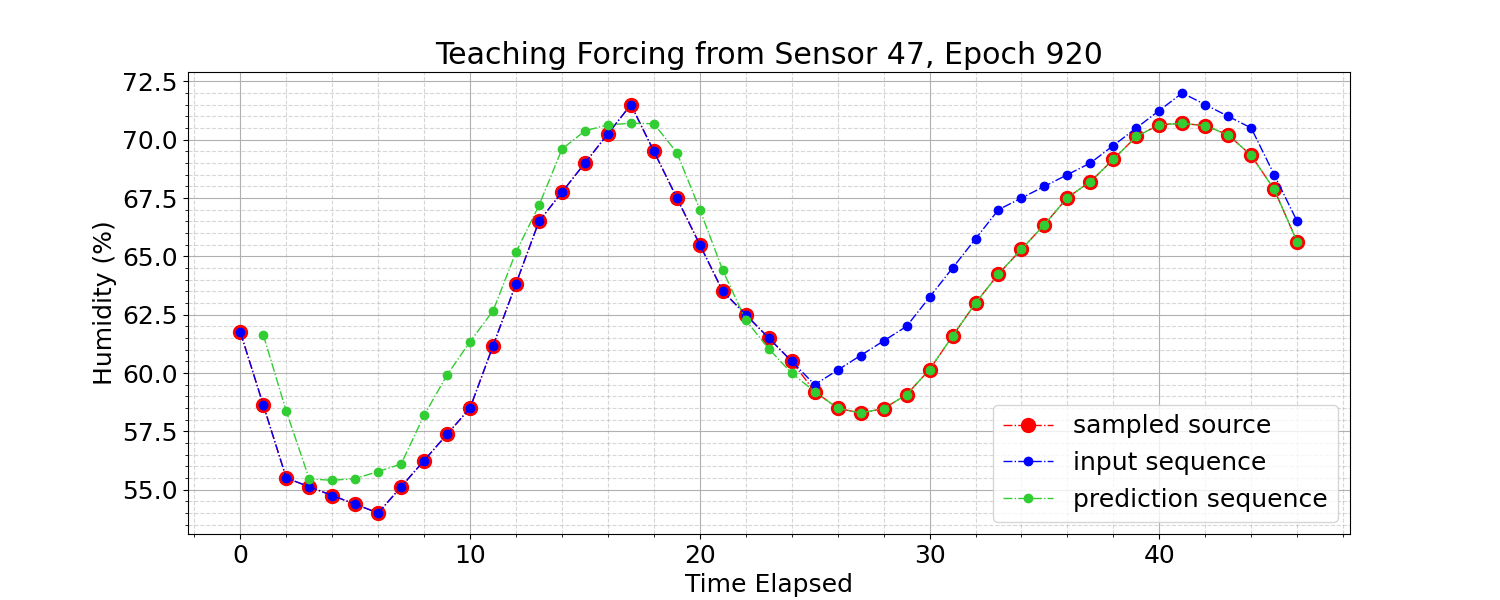 Teaching Forcing from Sensor 47, Epoch 920
72.5
70.0
67.5
65.0
62.5
60.0
57.5
55.0
Humidity (%)
sampled source
input sequence
prediction sequence
0 10 20 30 40
Time Elapsed